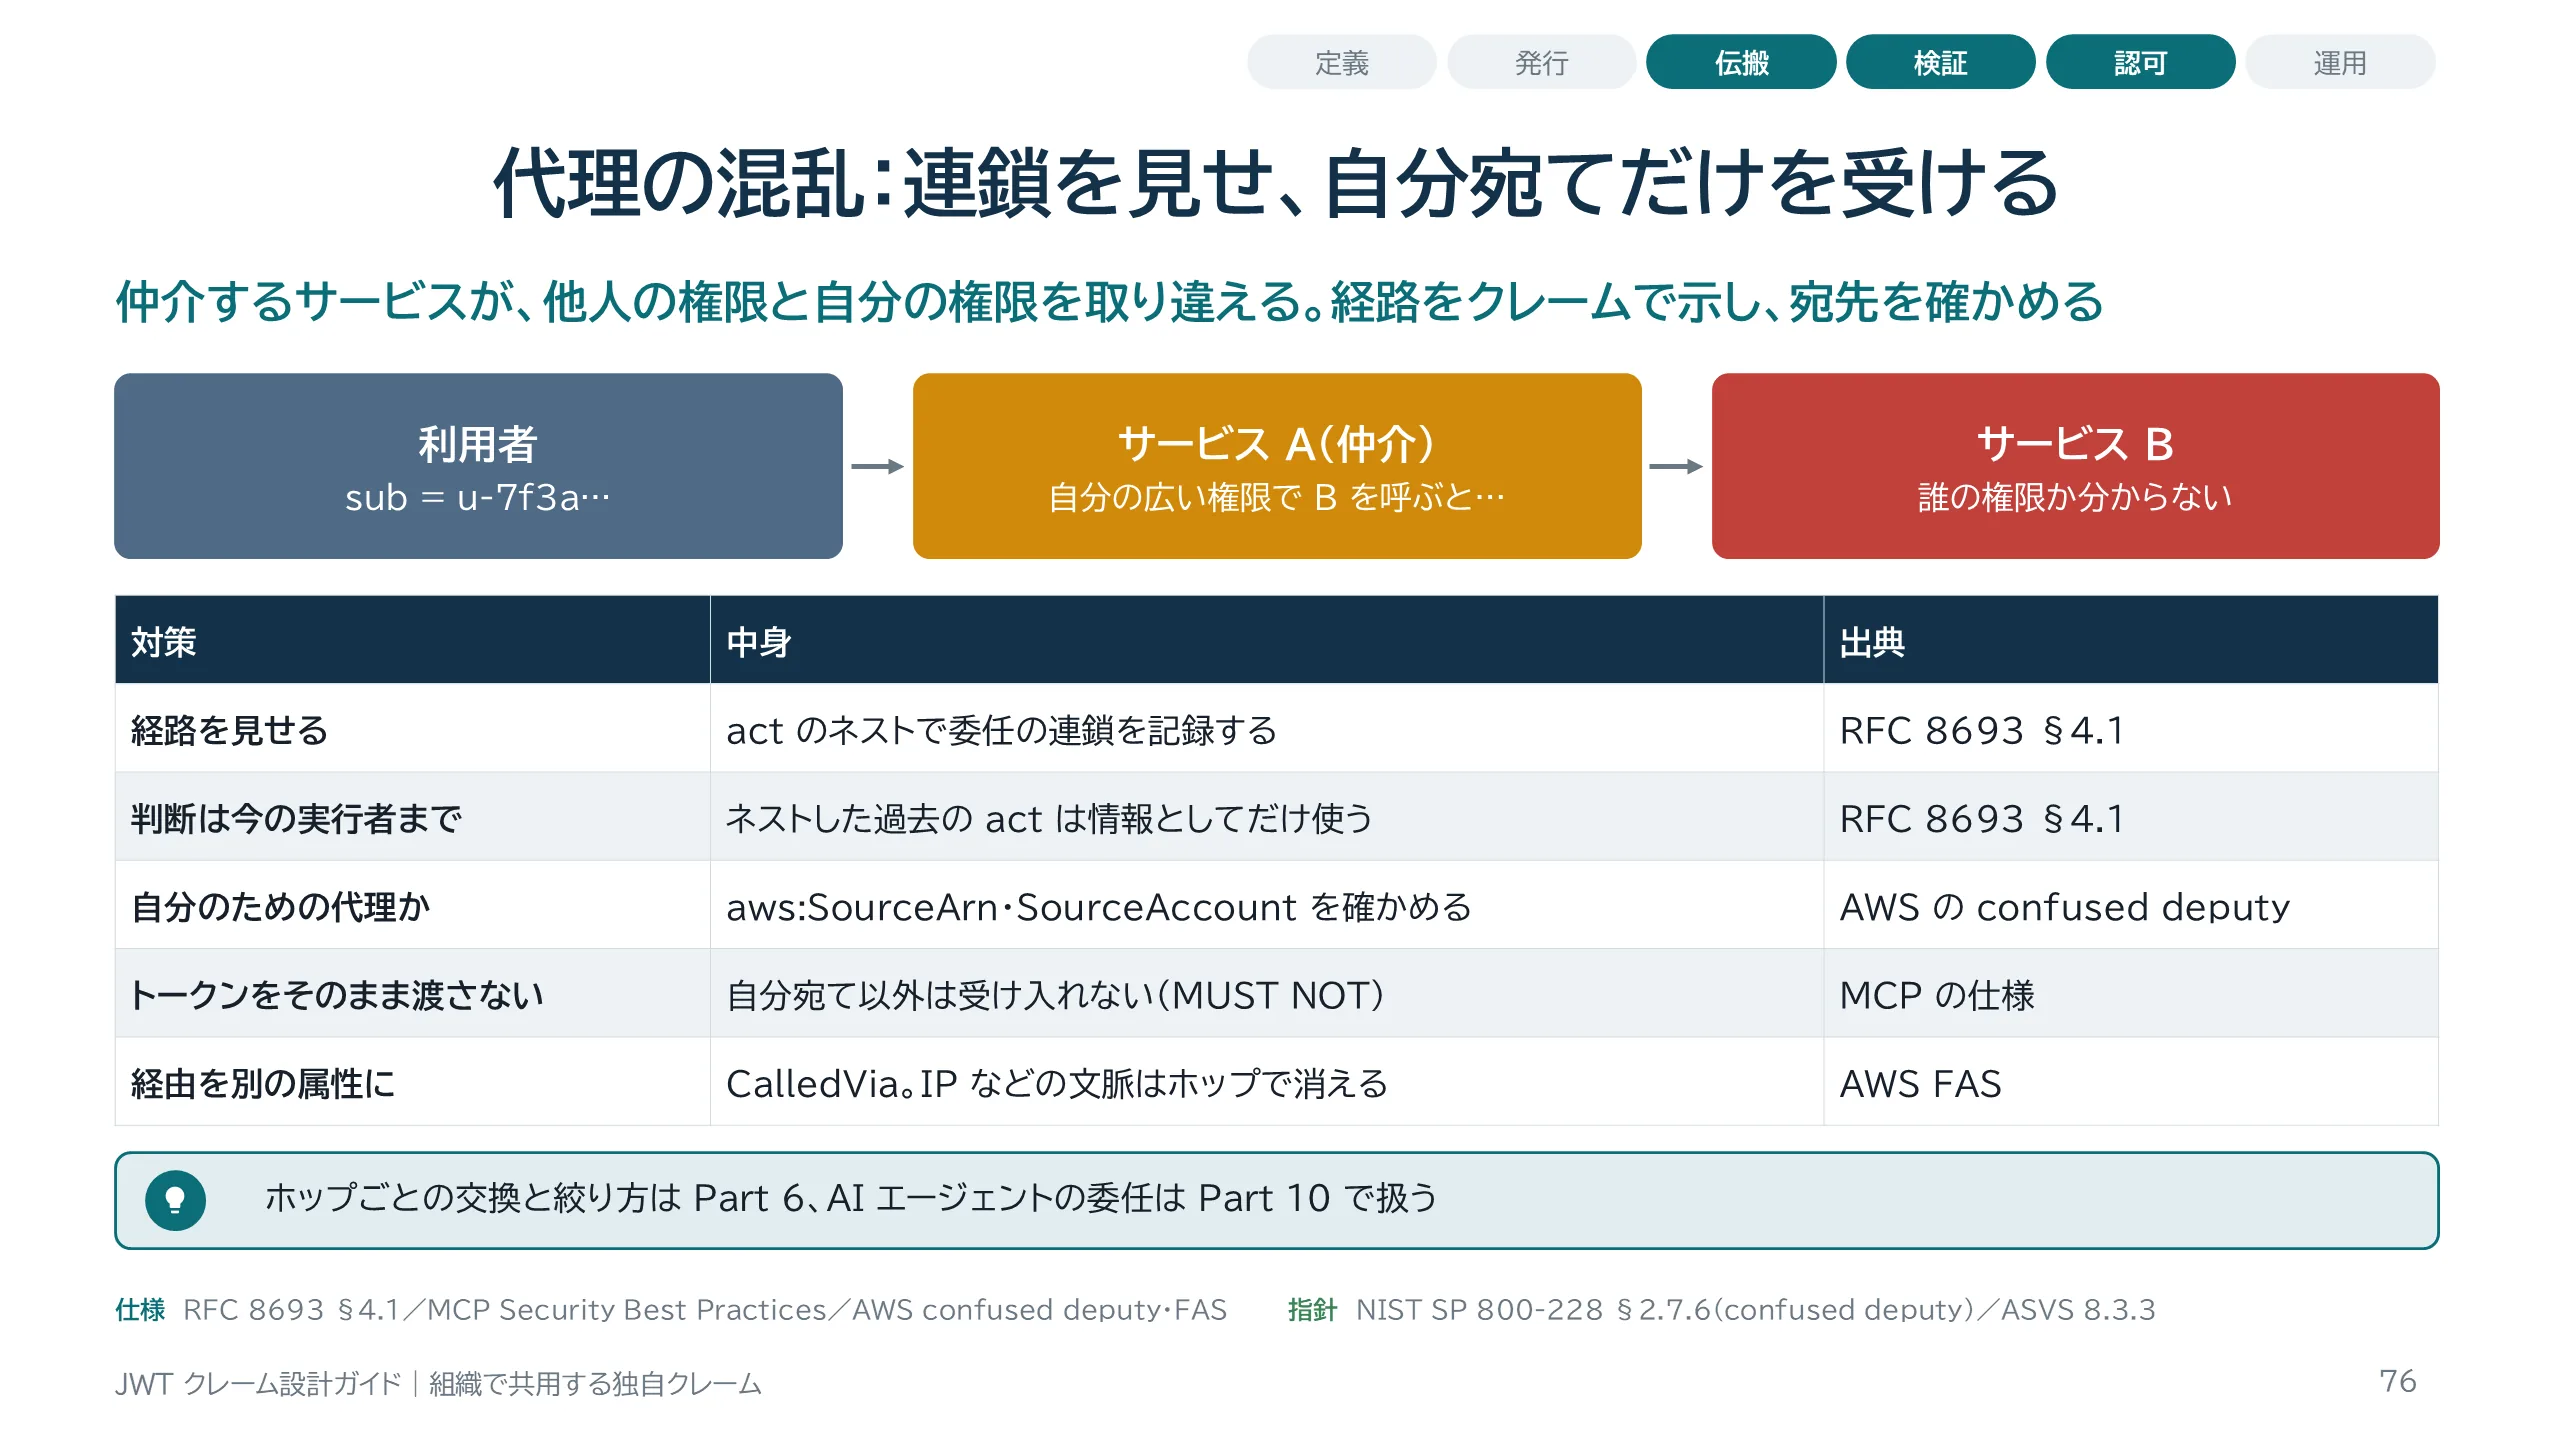 定義 発行 伝搬 検証 認可 運用
代理の混乱：連鎖を見せ、自分宛てだけを受ける
仲介するサービスが、他人の権限と自分の権限を取り違える。経路をクレームで示し、宛先を確かめる
利用者
sub = u-7f3a…
サービス A（仲介）
自分の広い権限で B を呼ぶと…
サービス B
誰の権限か分からない
対策 中身 出典
経路を見せる act のネストで委任の連鎖を記録する RFC 8693 §4.1
判断は今の実行者まで ネストした過去の act は情報としてだけ使う RFC 8693 §4.1
自分のための代理か aws:SourceArn・SourceAccount を確かめる AWS の confused deputy
トークンをそのまま渡さない 自分宛て以外は受け入れない（MUST NOT） MCP の仕様
経由を別の属性に CalledVia。IP などの文脈はホップで消える AWS FAS
ホップごとの交換と絞り方は Part 6、AI エージェントの委任は Part 10 で扱う
仕様 RFC 8693 §4.1／MCP Security Best Practices／AWS confused deputy・FAS 指針 NIST SP 800-228 §2.7.6（confused deputy）／ASVS 8.3.3
JWT クレーム設計ガイド｜組織で共用する独自クレーム 76